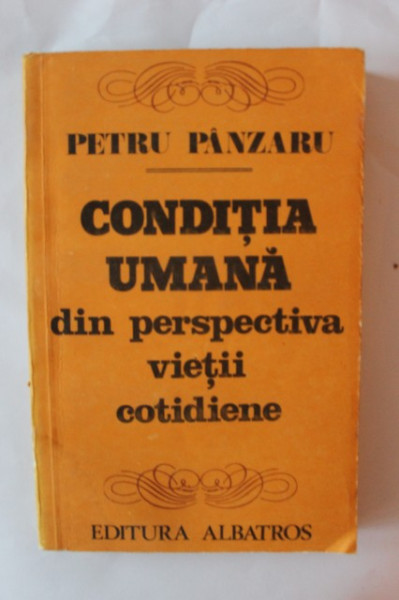 PETRU PÂNZARU
CONDIȚIA
UMANĂ
din perspectiva
vieții
cotidiene
EDITURA ALBATROS